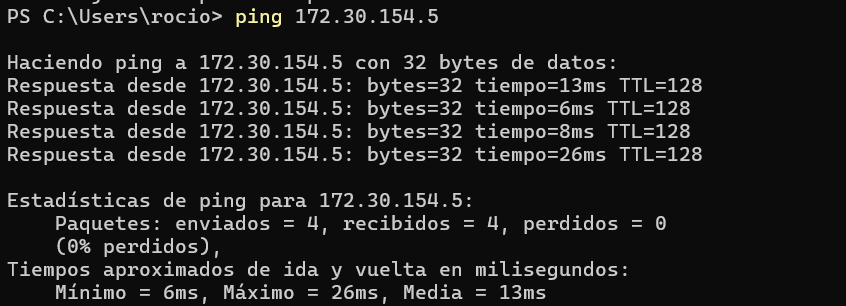 PS C:\Users\rocio> ping 172.30.154.5
Haciendo ping a 172.30.154.5 con 32 bytes de datos:
Respuesta desde 172.30.154.5: bytes=32 tiempo=13ms TTL=128
Respuesta desde 172.30.154.5: bytes=32 tiempo=6ms TTL=128
Respuesta desde 172.30.154.5: bytes=32 tiempo=8ms TTL=128
Respuesta desde 172.30.154.5: bytes=32 tiempo=26ms TTL=128
Estadísticas de ping para 172.30.154.5:
Paquetes: enviados = 4, recibidos = 4, perdidos = 0
(0% perdidos),
Tiempos aproximados de ida y vuelta en milisegundos:
Mínimo = 6ms, Máximo = 26ms, Media = 13ms